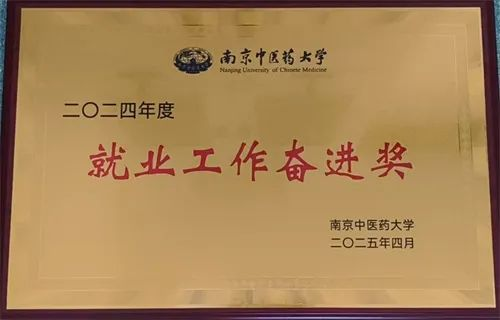 南京中医药大学
Nanjing University of Chinese Medicine
二〇二四年度
就业工作奋进奖
南京中医药大学
二〇二五年四月